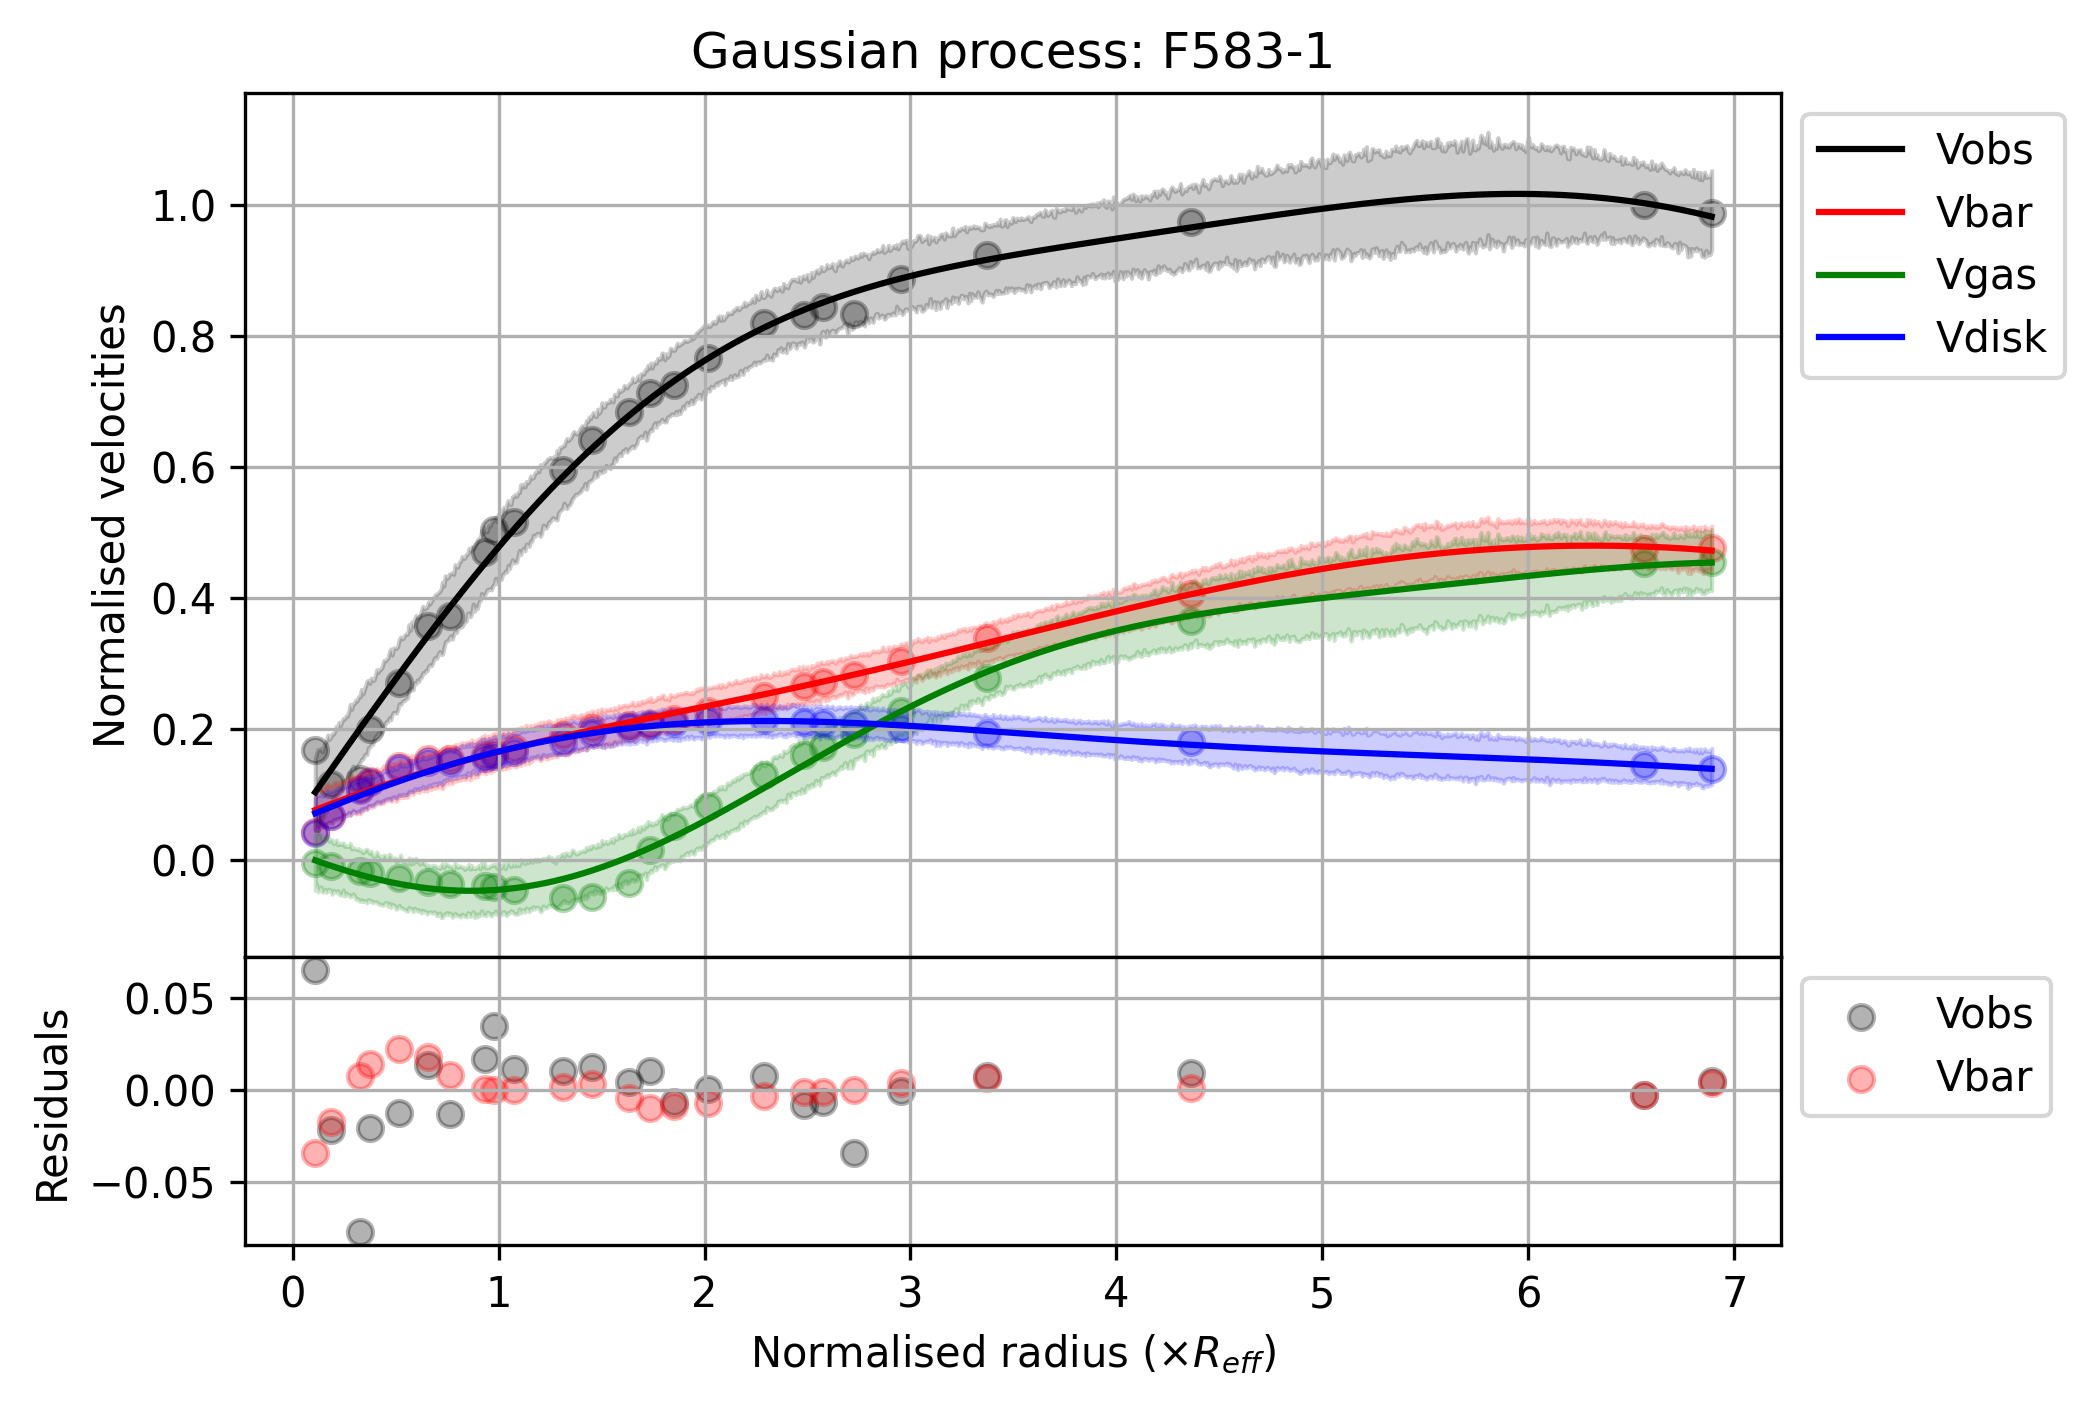 Gaussian process: F583-1
Normalised velocities
1.0
0.8
0.6
0.4
0.2
0.0
Vobs
Vbar
Vgas
Vdisk
Residuals
0.05
0.00
−0.05
Vobs
Vbar
0 1 2 3 4 5 6 7
Normalised radius (×R_{eff})